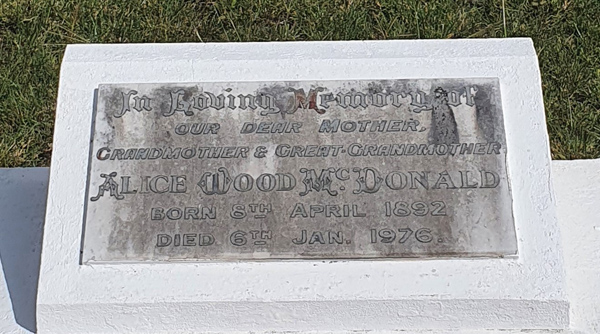 In Loving Memory of
OUR DEAR MOTHER,
GRANDMOTHER & GREAT-GRANDMOTHER
ALICE WOOD McDONALD
BORN 8TH APRIL 1892
DIED 6TH JAN. 1976.